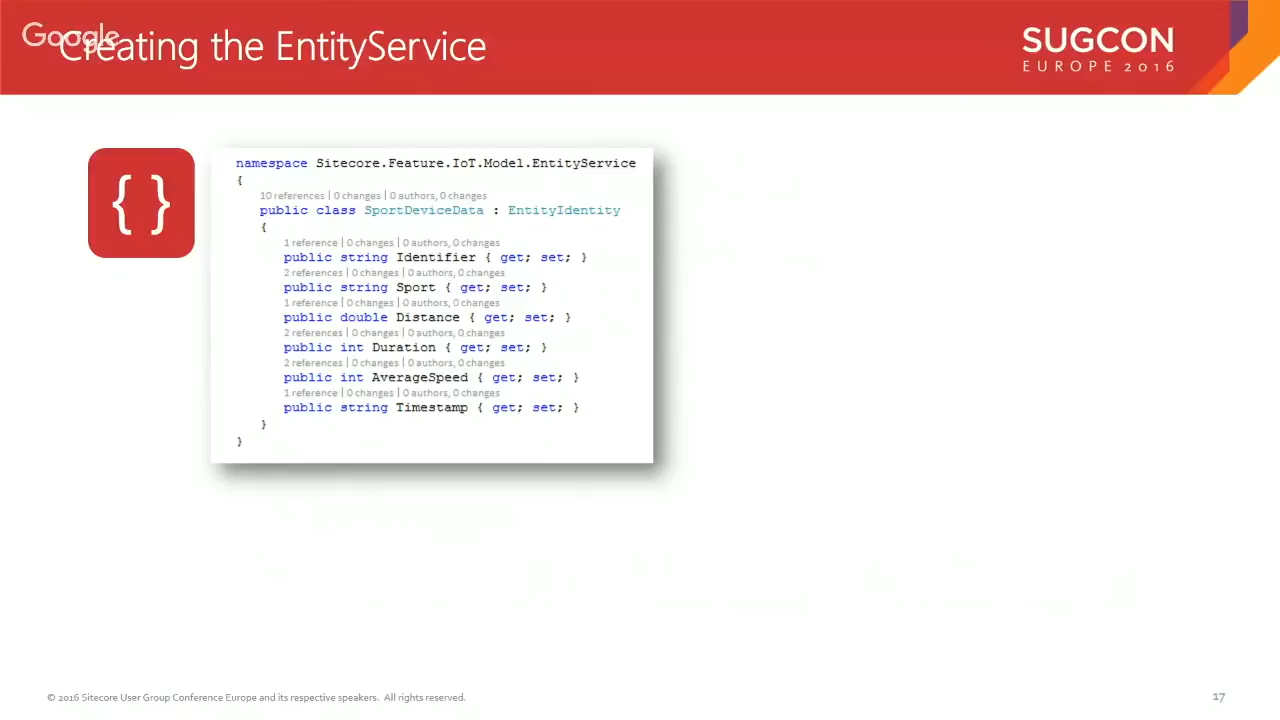 Google
Creating the EntityService
SUGCON
EUROPE 2016
{ }
namespace Sitecore.Feature.IoT.Model.EntityService
{
10 references | 0 changes | 0 authors, 0 changes
public class SportDeviceData : EntityIdentity
{
1 reference | 0 changes | 0 authors, 0 changes
public string Identifier { get; set; }
2 references | 0 changes | 0 authors, 0 changes
public string Sport { get; set; }
1 reference | 0 changes | 0 authors, 0 changes
public double Distance { get; set; }
2 references | 0 changes | 0 authors, 0 changes
public int Duration { get; set; }
2 references | 0 changes | 0 authors, 0 changes
public int AverageSpeed { get; set; }
1 reference | 0 changes | 0 authors, 0 changes
public string Timestamp { get; set; }
}
}
© 2016 Sitecore User Group Conference Europe and its respective speakers. All rights reserved.
17